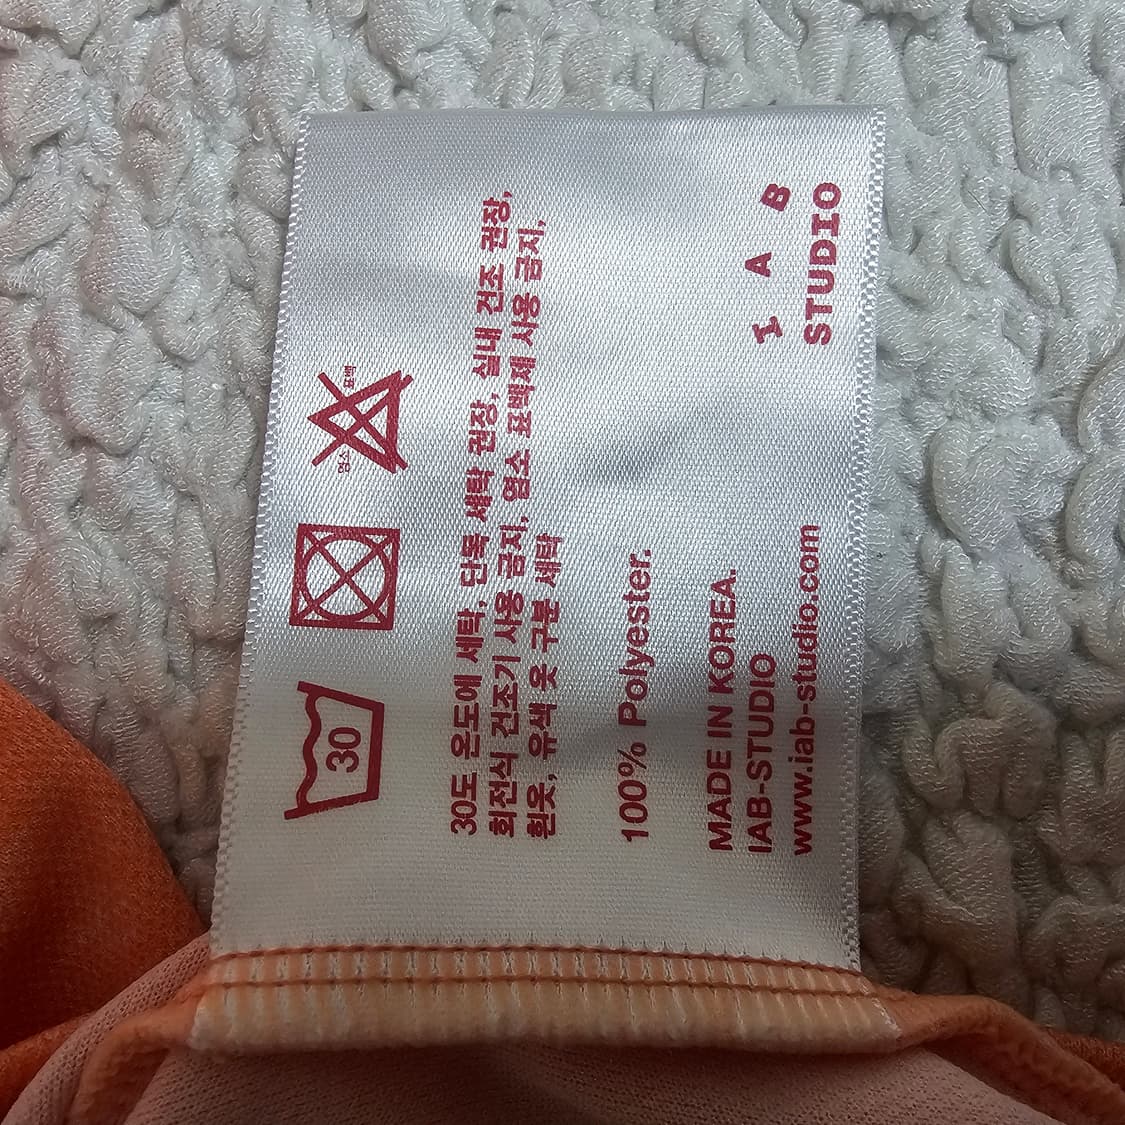 30
염소 표백
30도 온도에 세탁, 단독 세탁 권장, 실내 건조 권장,
회전식 건조기 사용 금지, 염소 표백제 사용 금지,
흰옷, 유색 옷 구분 세탁
100% Polyester.
MADE IN KOREA.
IAB-STUDIO
www.iab-studio.com
I A B
STUDIO